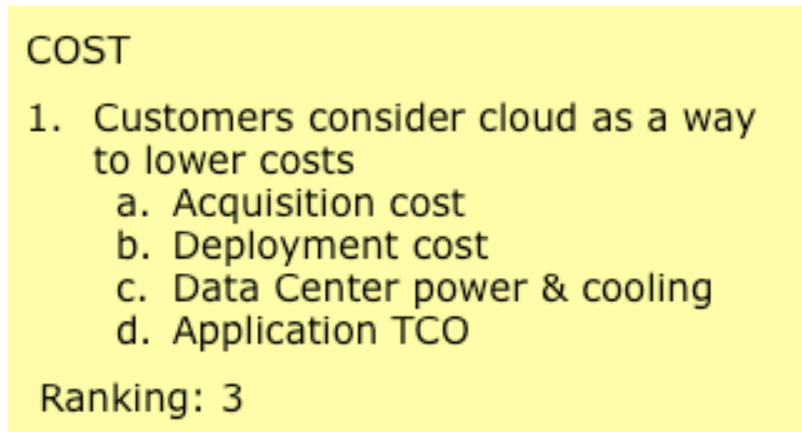 COST
1. Customers consider cloud as a way
to lower costs
a. Acquisition cost
b. Deployment cost
c. Data Center power & cooling
d. Application TCO
Ranking: 3